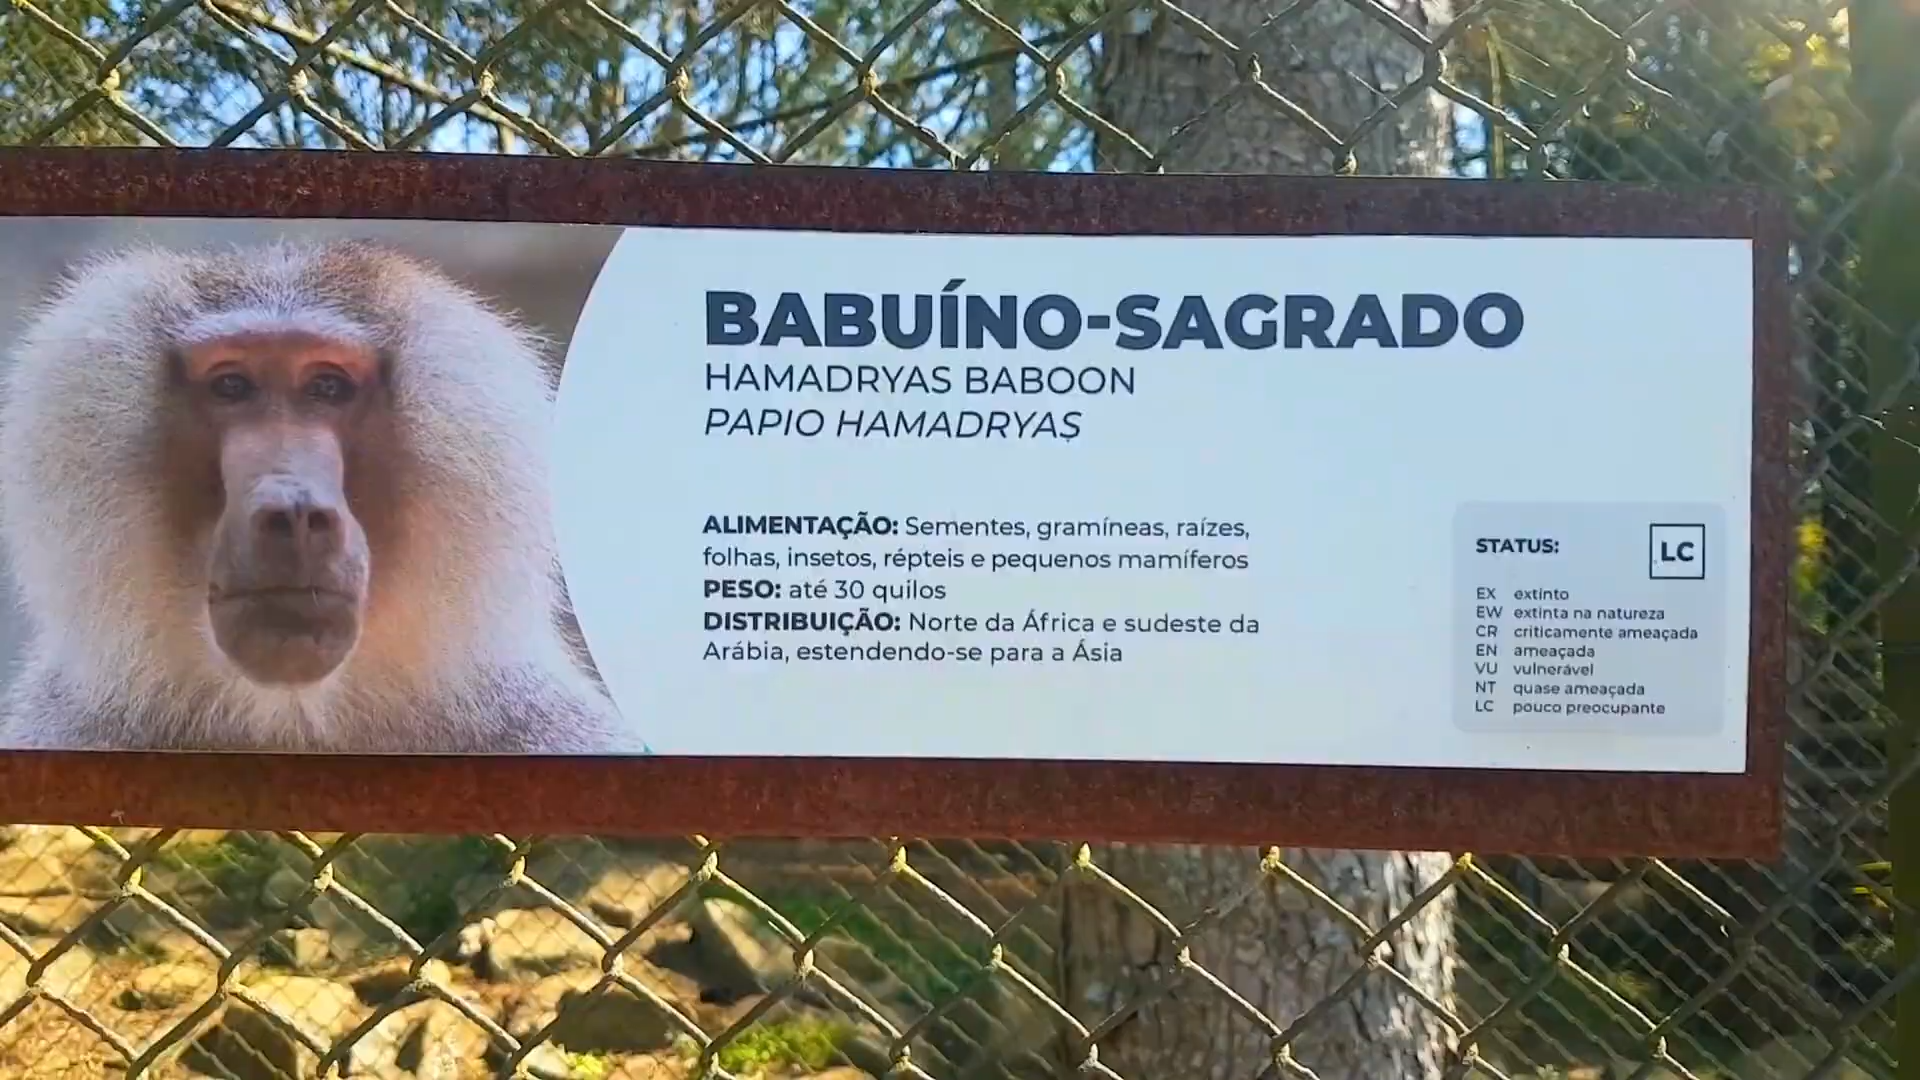 BABUÍNO-SAGRADO
HAMADRYAS BABOON
PAPIO HAMADRYAS
ALIMENTAÇÃO: Sementes, gramíneas, raízes,
folhas, insetos, répteis e pequenos mamíferos
PESO: até 30 quilos
DISTRIBUIÇÃO: Norte da África e sudeste da
Arábia, estendendo-se para a Ásia
STATUS: LC
EX extinto
EW extinta na natureza
CR criticamente ameaçada
EN ameaçada
VU vulnerável
NT quase ameaçada
LC pouco preocupante